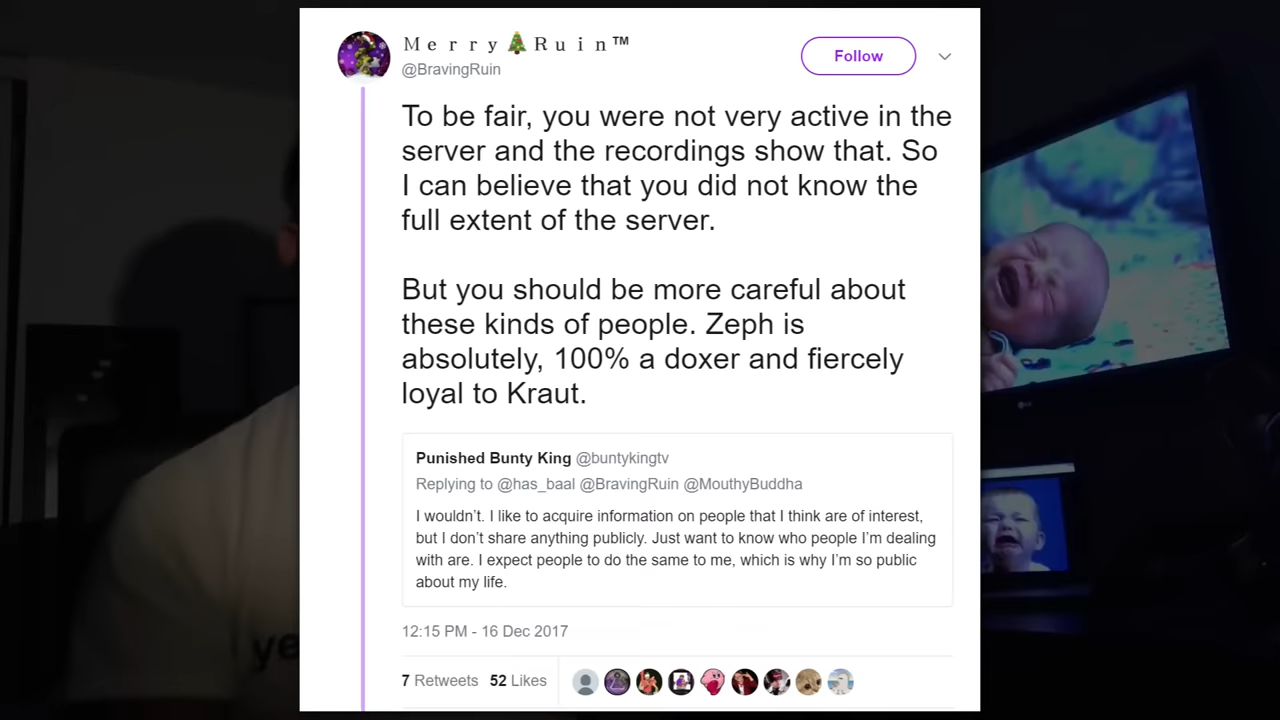 Merry🎄Ruin™
@BravingRuin
Follow
To be fair, you were not very active in the
server and the recordings show that. So
I can believe that you did not know the
full extent of the server.
But you should be more careful about
these kinds of people. Zeph is
absolutely, 100% a doxer and fiercely
loyal to Kraut.
Punished Bunty King @buntykingtv
Replying to @has_baal @BravingRuin @MouthyBuddha
I wouldn't. I like to acquire information on people that I think are of interest,
but I don't share anything publicly. Just want to know who people I'm dealing
with are. I expect people to do the same to me, which is why I'm so public
about my life.
12:15 PM - 16 Dec 2017
7 Retweets 52 Likes
ye